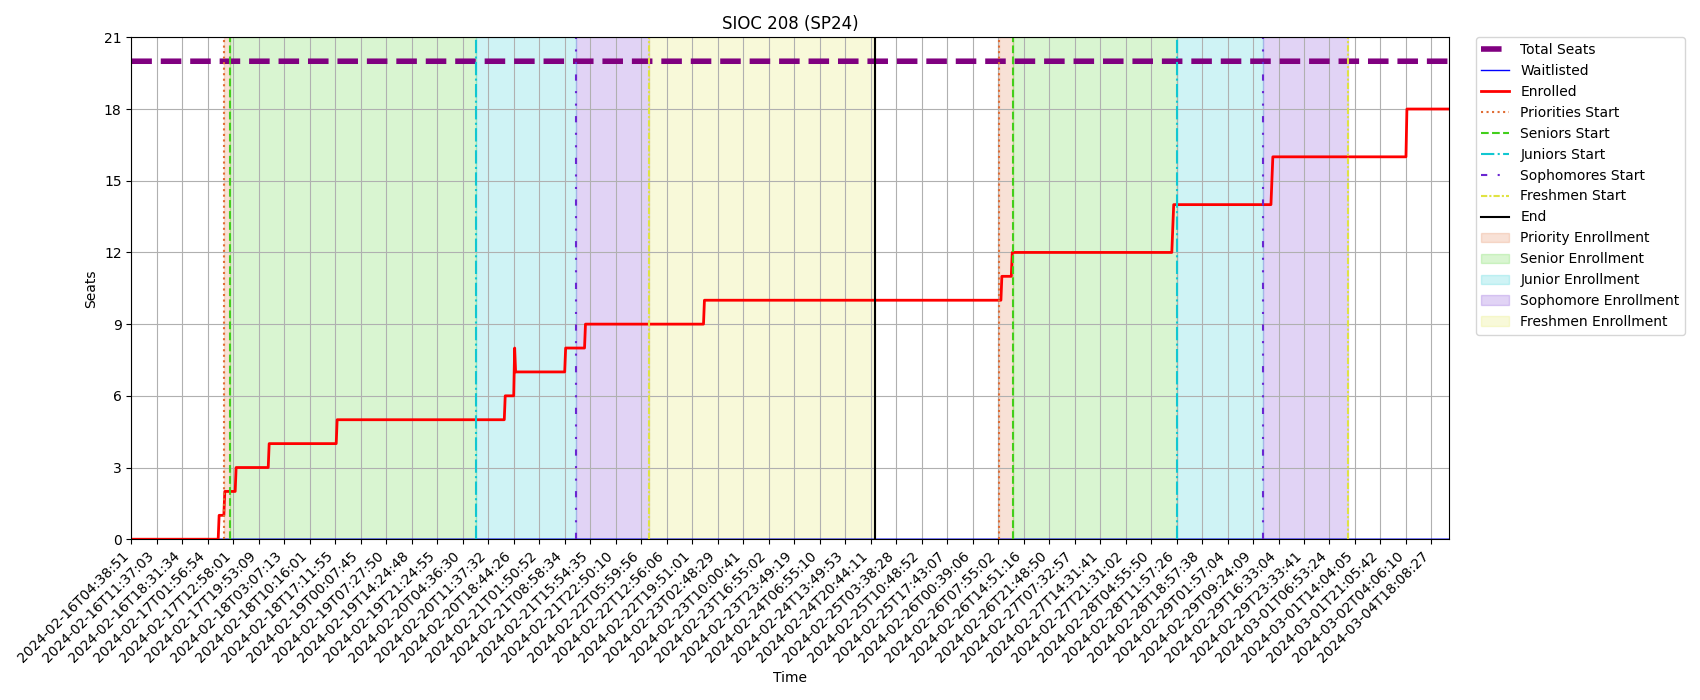 SIOC 208 (SP24)
21
18
15
12
9
6
3
0
Seats
2024-02-16T04:38:51
2024-02-16T11:37:03
2024-02-16T18:31:34
2024-02-17T01:56:54
2024-02-17T12:58:01
2024-02-17T19:53:09
2024-02-18T03:07:13
2024-02-18T10:16:01
2024-02-18T17:11:55
2024-02-19T00:07:45
2024-02-19T07:27:50
2024-02-19T14:24:48
2024-02-19T21:24:55
2024-02-20T04:36:30
2024-02-20T11:37:32
2024-02-20T18:44:26
2024-02-21T01:50:52
2024-02-21T08:58:34
2024-02-21T15:54:35
2024-02-21T22:50:10
2024-02-22T05:59:56
2024-02-22T12:56:06
2024-02-22T19:51:01
2024-02-23T02:48:29
2024-02-23T10:00:41
2024-02-23T16:55:02
2024-02-23T23:49:19
2024-02-24T06:55:10
2024-02-24T13:49:53
2024-02-24T20:44:11
2024-02-25T03:38:28
2024-02-25T10:48:52
2024-02-25T17:43:07
2024-02-26T00:39:06
2024-02-26T07:55:02
2024-02-26T14:51:16
2024-02-26T21:48:50
2024-02-27T07:32:57
2024-02-27T14:31:41
2024-02-27T21:31:02
2024-02-28T04:55:50
2024-02-28T11:57:26
2024-02-28T18:57:38
2024-02-29T01:57:04
2024-02-29T09:24:09
2024-02-29T16:33:04
2024-02-29T23:33:41
2024-03-01T06:53:24
2024-03-01T14:04:05
2024-03-01T21:05:42
2024-03-02T04:06:10
2024-03-04T18:08:27
Time
Total Seats
Waitlisted
Enrolled
Priorities Start
Seniors Start
Juniors Start
Sophomores Start
Freshmen Start
End
Priority Enrollment
Senior Enrollment
Junior Enrollment
Sophomore Enrollment
Freshmen Enrollment